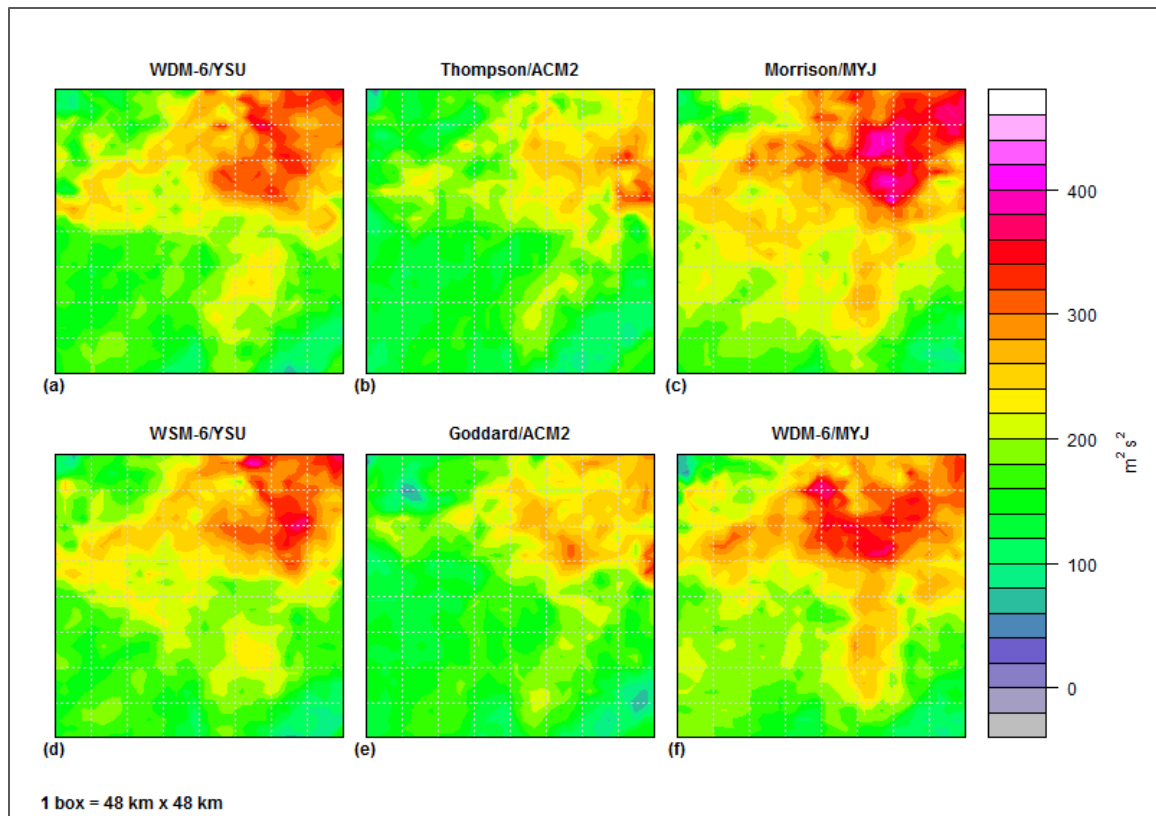 WDM-6/YSU
Thompson/ACM2
Morrison/MYJ
(a)
(b)
(c)
WSM-6/YSU
Goddard/ACM2
WDM-6/MYJ
(d)
(e)
(f)
400
300
200
100
0
m² s²
1 box = 48 km x 48 km